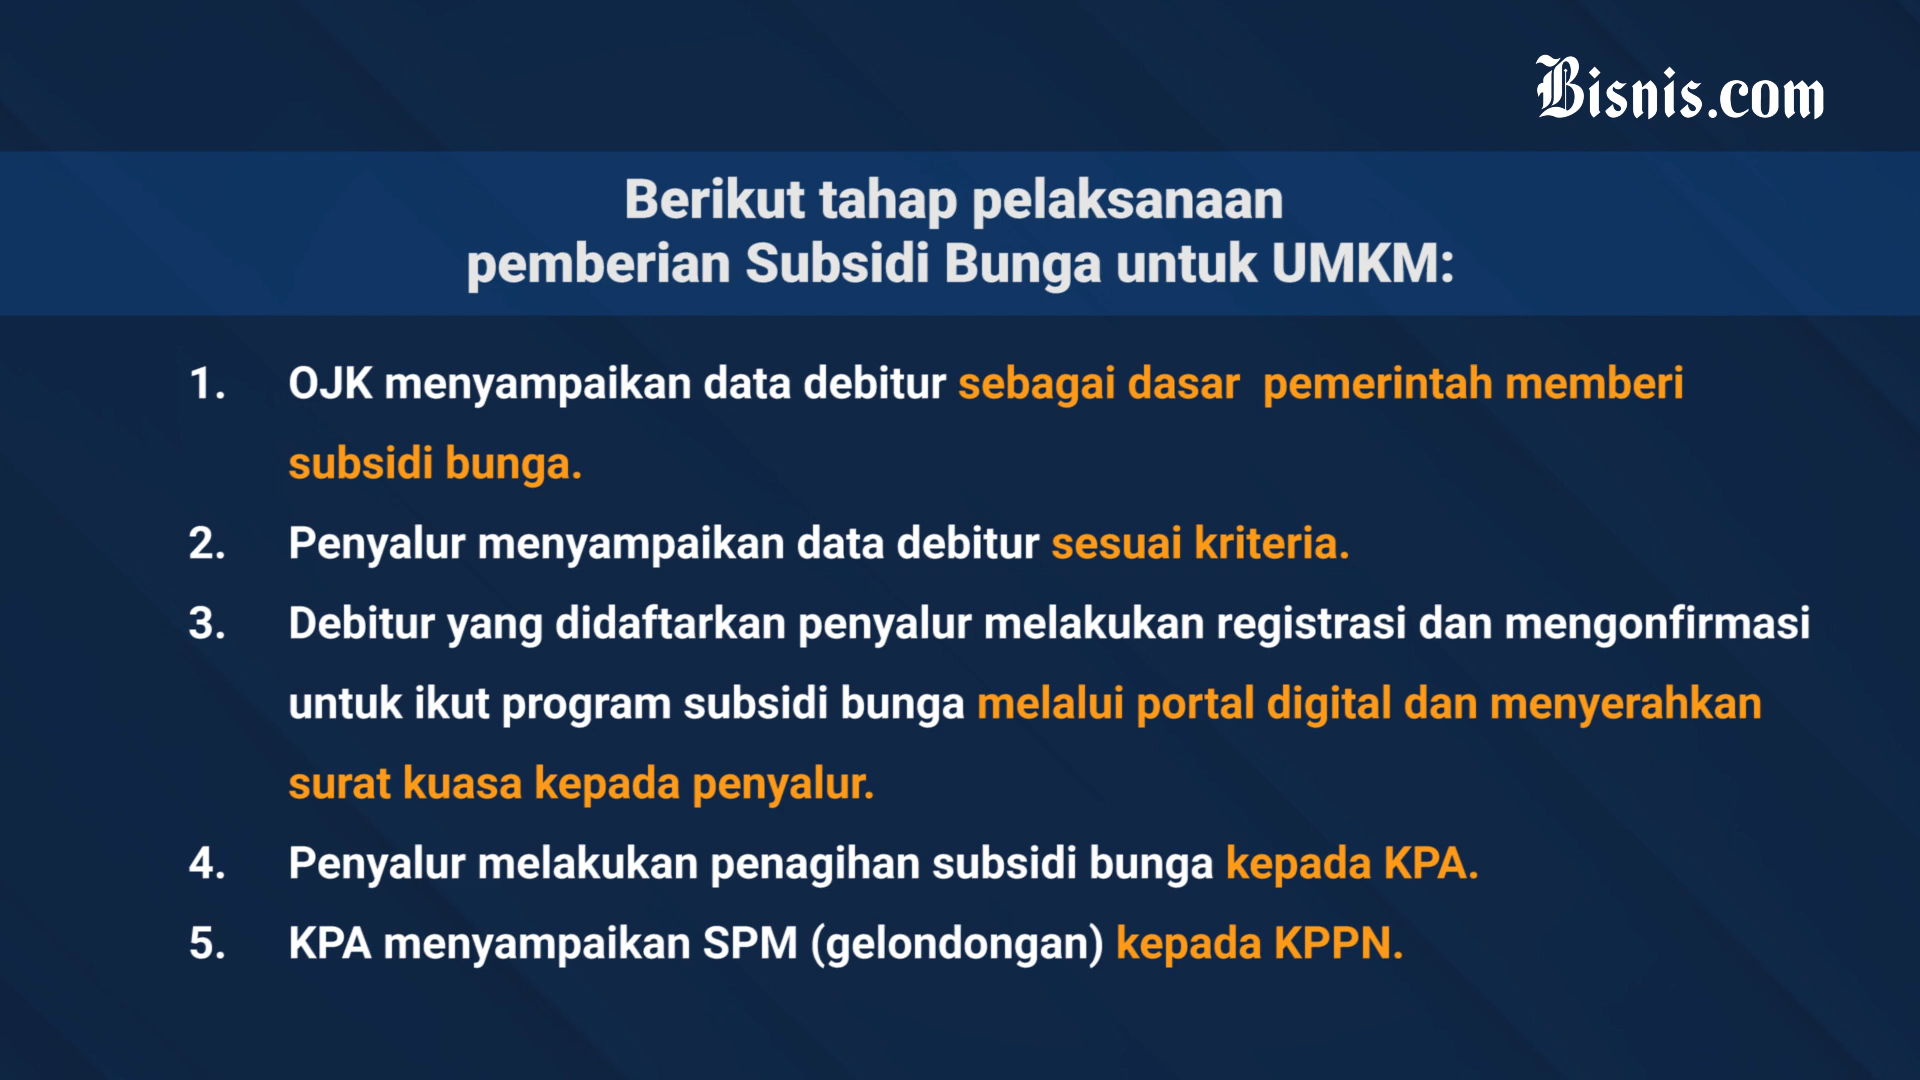 Bisnis.com
Berikut tahap pelaksanaan
pemberian Subsidi Bunga untuk UMKM:
1. OJK menyampaikan data debitur sebagai dasar pemerintah memberi
subsidi bunga.
2. Penyalur menyampaikan data debitur sesuai kriteria.
3. Debitur yang didaftarkan penyalur melakukan registrasi dan mengonfirmasi
untuk ikut program subsidi bunga melalui portal digital dan menyerahkan
surat kuasa kepada penyalur.
4. Penyalur melakukan penagihan subsidi bunga kepada KPA.
5. KPA menyampaikan SPM (gelondongan) kepada KPPN.